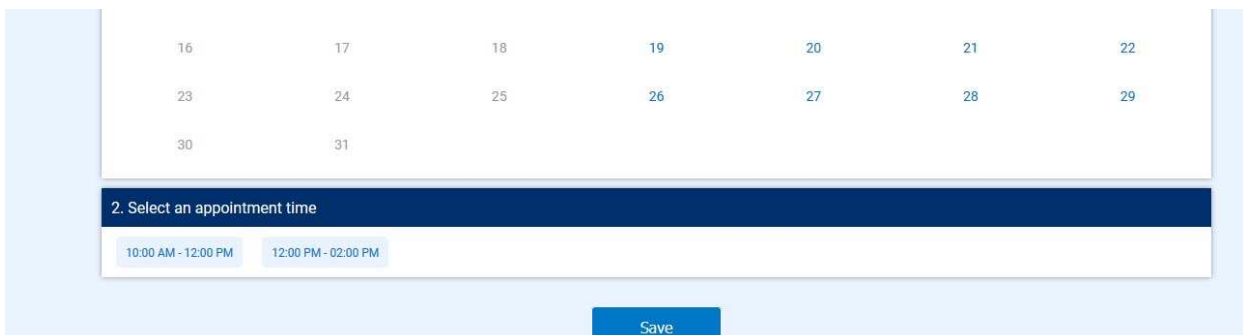 16 17 18 19 20 21 22
23 24 25 26 27 28 29
30 31
2. Select an appointment time
10:00 AM - 12:00 PM 12:00 PM - 02:00 PM
Save